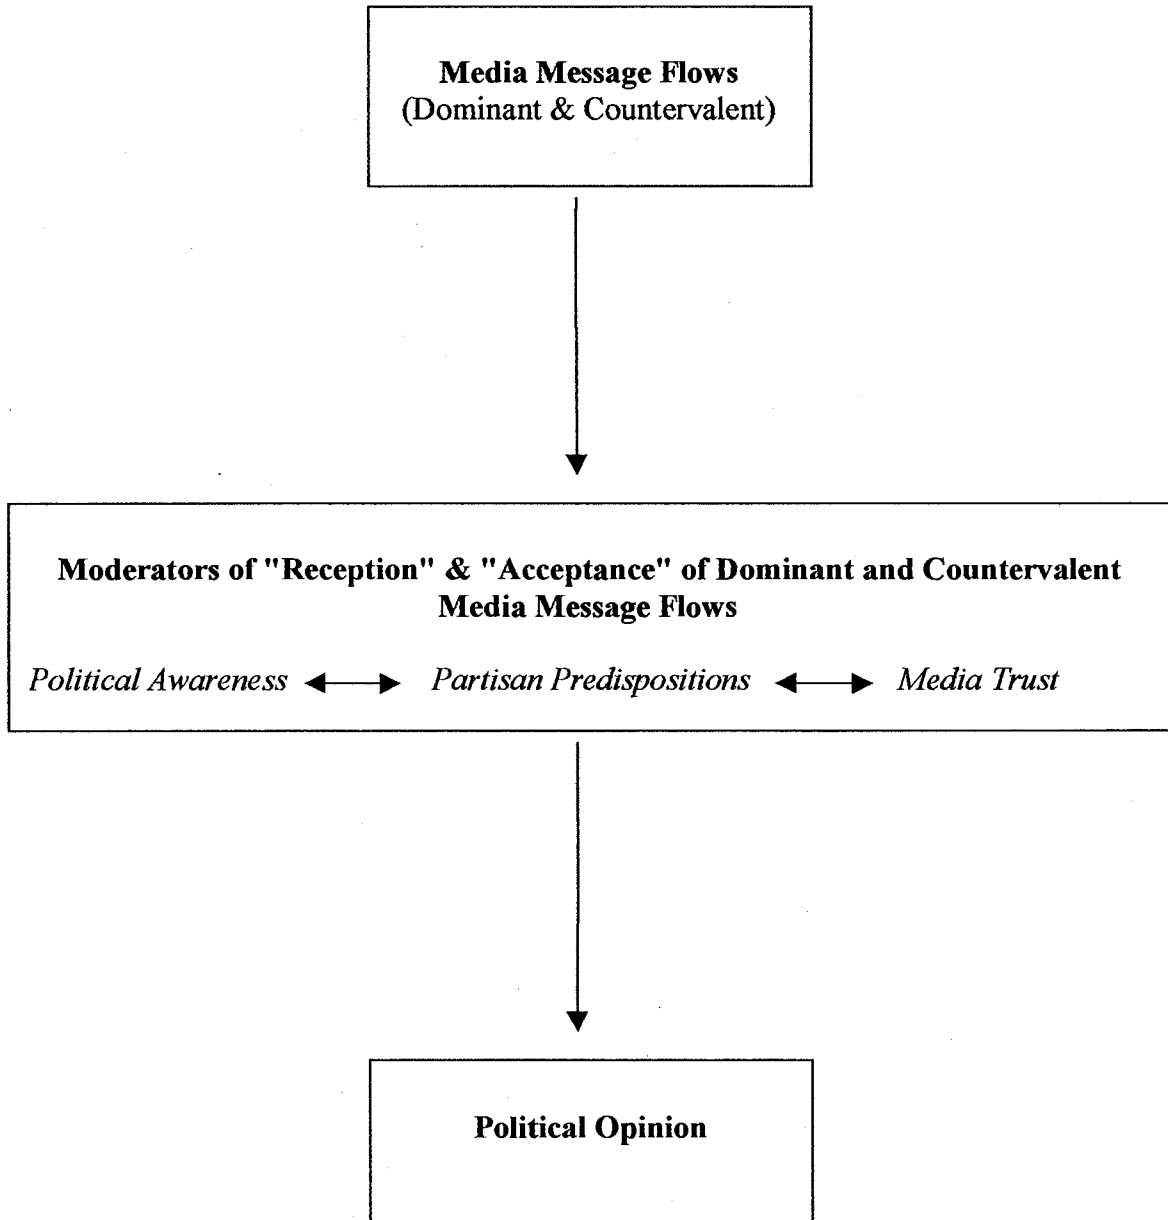 Media Message Flows
(Dominant & Countervalent)
Moderators of "Reception" & "Acceptance" of Dominant and Countervalent
Media Message Flows
Political Awareness Partisan Predispositions Media Trust
Political Opinion